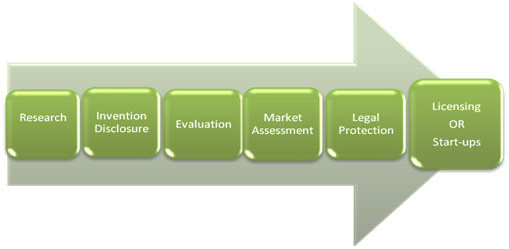 Research
Invention
Disclosure
Evaluation
Market
Assessment
Legal
Protection
Licensing
OR
Start-ups